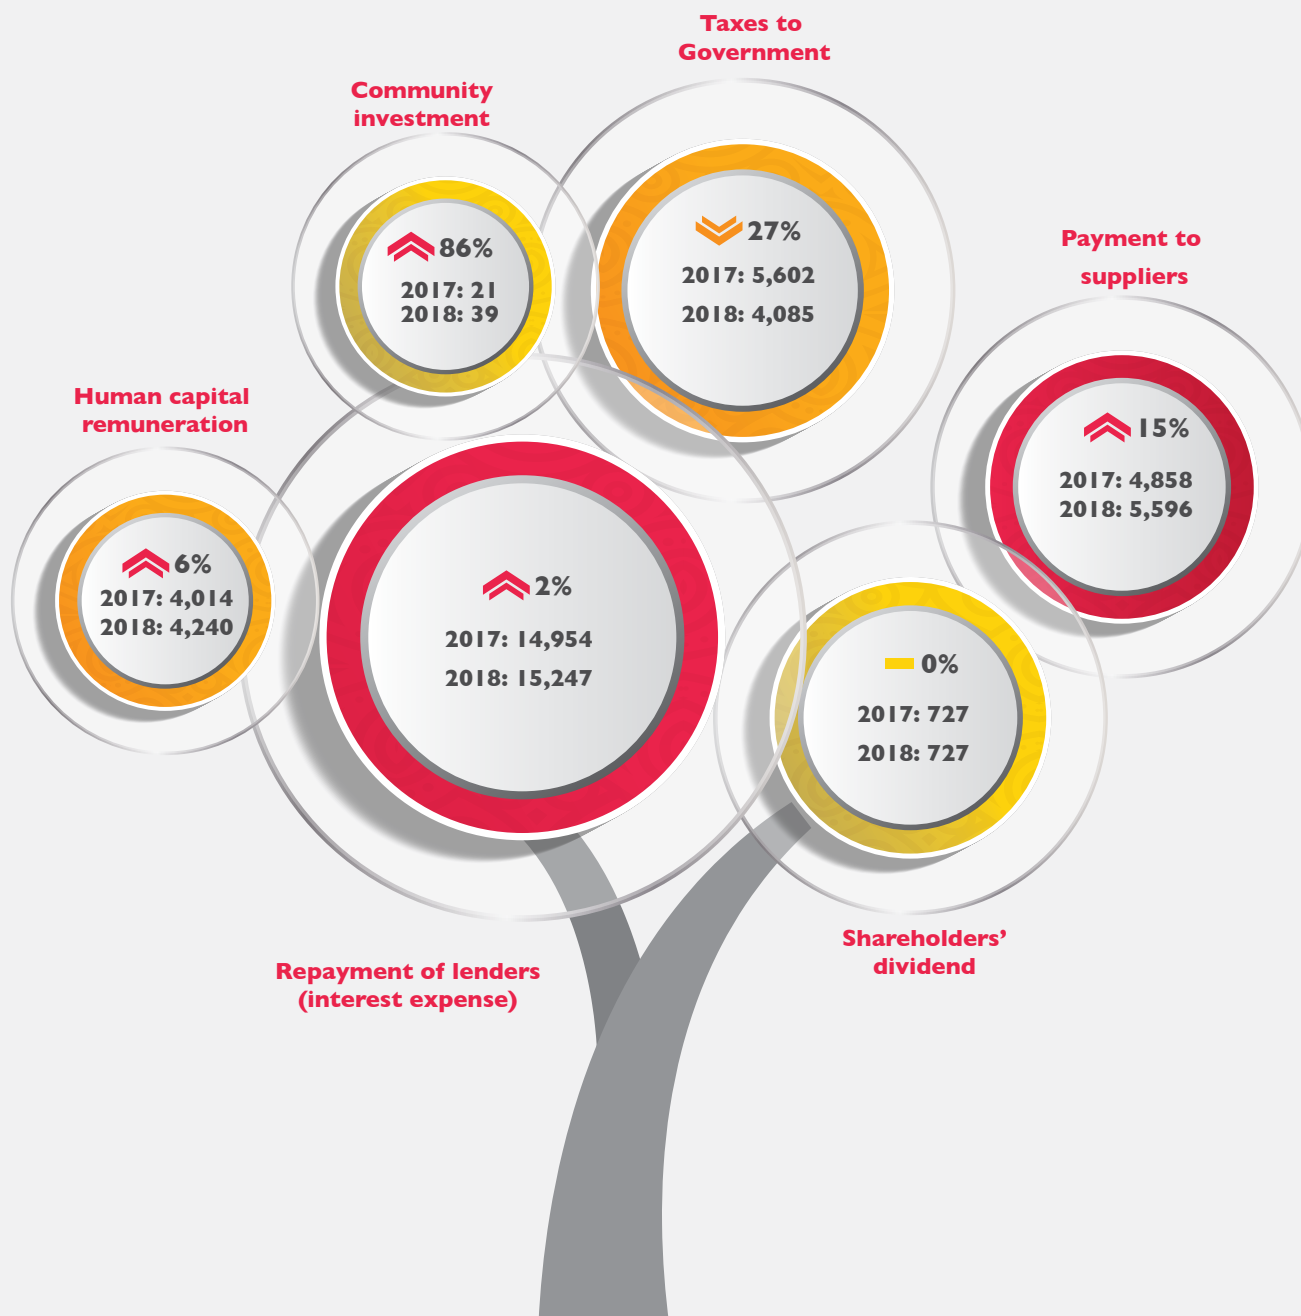 Taxes to
Government
27%
2017: 5,602
2018: 4,085
Community
investment
86%
2017: 21
2018: 39
Payment to
suppliers
15%
2017: 4,858
2018: 5,596
Human capital
remuneration
6%
2017: 4,014
2018: 4,240
2%
2017: 14,954
2018: 15,247
Repayment of lenders
(interest expense)
0%
2017: 727
2018: 727
Shareholders’
dividend